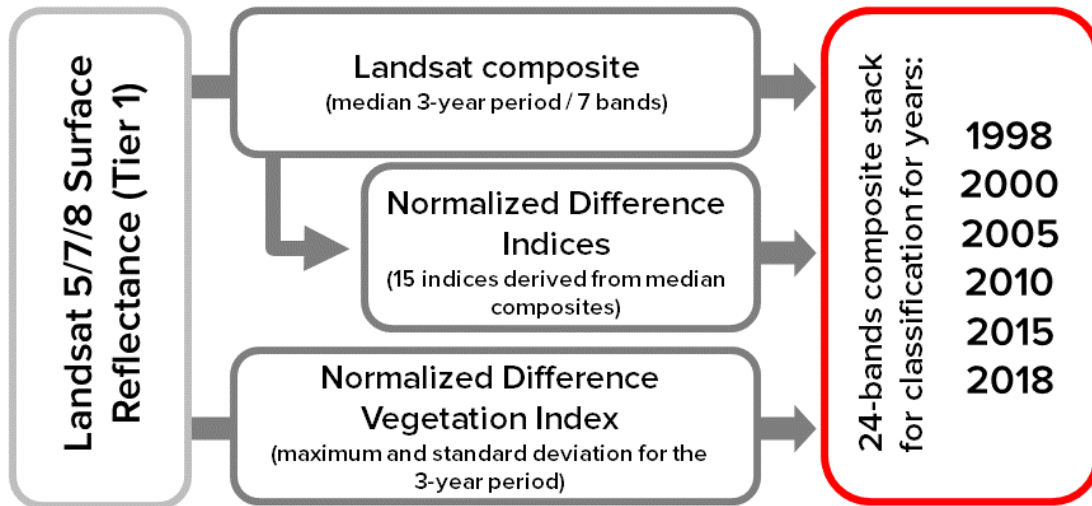 Landsat 5/7/8 Surface
Reflectance (Tier 1)
Landsat composite
(median 3-year period / 7 bands)
Normalized Difference
Indices
(15 indices derived from median
composites)
Normalized Difference
Vegetation Index
(maximum and standard deviation for the
3-year period)
24-bands composite stack
for classification for years:
1998
2000
2005
2010
2015
2018